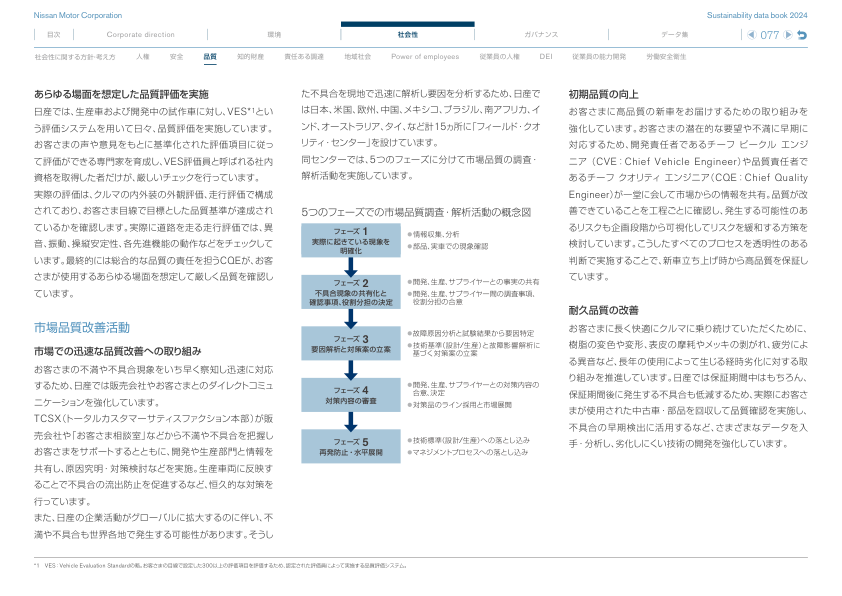 Nissan Motor Corporation
Sustainability data book 2024
目次
Corporate direction
環境
社会性
ガバナンス
データ集
077
社会性に関する方針・考え方
人権
安全
品質
知的財産
責任ある調達
地域社会
Power of employees
従業員の人権
DEI
従業員の能力開発
労働安全衛生
あらゆる場面を想定した品質評価を実施
日産では、生産車および開発中の試作車に対し、VES*1とい
う評価システムを用いて日々、品質評価を実施しています。
お客さまの声や意見をもとに基準化された評価項目に従っ
て評価ができる専門家を育成し、VES評価員と呼ばれる社内
資格を取得した者だけが、厳しいチェックを行っています。
実際の評価は、クルマの内外装の外観評価、走行評価で構成
されており、お客さま目線で目標とした品質基準が達成され
ているかを確認します。実際に道路を走る走行評価では、異
音、振動、操縦安定性、各先進機能の動作などをチェックして
います。最終的には総合的な品質の責任を担うCQEが、お客
さまが使用するあらゆる場面を想定して厳しく品質を確認し
ています。
市場品質改善活動
市場での迅速な品質改善への取り組み
お客さまの不満や不具合現象をいち早く察知し迅速に対応
するため、日産では販売会社やお客さまとのダイレクトコミュ
ニケーションを強化しています。
TCSX（トータルカスタマーサティスファクション本部）が販
売会社や「お客さま相談室」などから不満や不具合を把握し
お客さまをサポートするとともに、開発や生産部門と情報を
共有し、原因究明・対策検討などを実施。生産車両に反映す
ることで不具合の流出防止を促進するなど、恒久的な対策を
行っています。
また、日産の企業活動がグローバルに拡大するのに伴い、不
満や不具合も世界各地で発生する可能性があります。そうし
た不具合を現地で迅速に解析し要因を分析するため、日産で
は日本、米国、欧州、中国、メキシコ、ブラジル、南アフリカ、イ
ンド、オーストラリア、タイ、など計15ヵ所に「フィールド・クオ
リティ・センター」を設けています。
同センターでは、5つのフェーズに分けて市場品質の調査・
解析活動を実施しています。
5つのフェーズでの市場品質調査・解析活動の概念図
フェーズ 1
実際に起きている現象を
明確化
●情報収集、分析
●部品、実車での現象確認
フェーズ 2
不具合現象の共有化と
確認事項、役割分担の決定
●開発、生産、サプライヤーとの事実の共有
●開発、生産、サプライヤー間の調査事項、
役割分担の合意
フェーズ 3
要因解析と対策案の立案
●故障原因分析と試験結果から要因特定
●技術基準（設計/生産）と故障影響解析に
基づく対策案の立案
フェーズ 4
対策内容の審査
●開発、生産、サプライヤーとの対策内容の
合意、決定
●対策品のライン採用と市場展開
フェーズ 5
再発防止・水平展開
●技術標準（設計/生産）への落とし込み
●マネジメントプロセスへの落とし込み
初期品質の向上
お客さまに高品質の新車をお届けするための取り組みを
強化しています。お客さまの潜在的な要望や不満に早期に
対応するため、開発責任者であるチーフ ビークル エンジ
ニア（CVE：Chief Vehicle Engineer）や品質責任者で
あるチーフ クオリティ エンジニア（CQE：Chief Quality
Engineer）が一堂に会して市場からの情報を共有。品質が改
善できていることを工程ごとに確認し、発生する可能性のあ
るリスクも企画段階から可視化してリスクを緩和する方策を
検討しています。こうしたすべてのプロセスを透明性のある
判断で実施することで、新車立ち上げ時から高品質を保証し
ています。
耐久品質の改善
お客さまに長く快適にクルマに乗り続けていただくために、
樹脂の変色や変形、表皮の摩耗やメッキの剥がれ、疲労によ
る異音など、長年の使用によって生じる経時劣化に対する取
り組みを推進しています。日産では保証期間中はもちろん、
保証期間後に発生する不具合も低減するため、実際にお客さ
まが使用された中古車・部品を回収して品質確認を実施し、
不具合の早期検出に活用するなど、さまざまなデータを入
手・分析し、劣化しにくい技術の開発を強化しています。
*1 VES：Vehicle Evaluation Standardの略。お客さまの目線で設定した300以上の評価項目を評価するため、認定された評価員によって実施する品質評価システム。